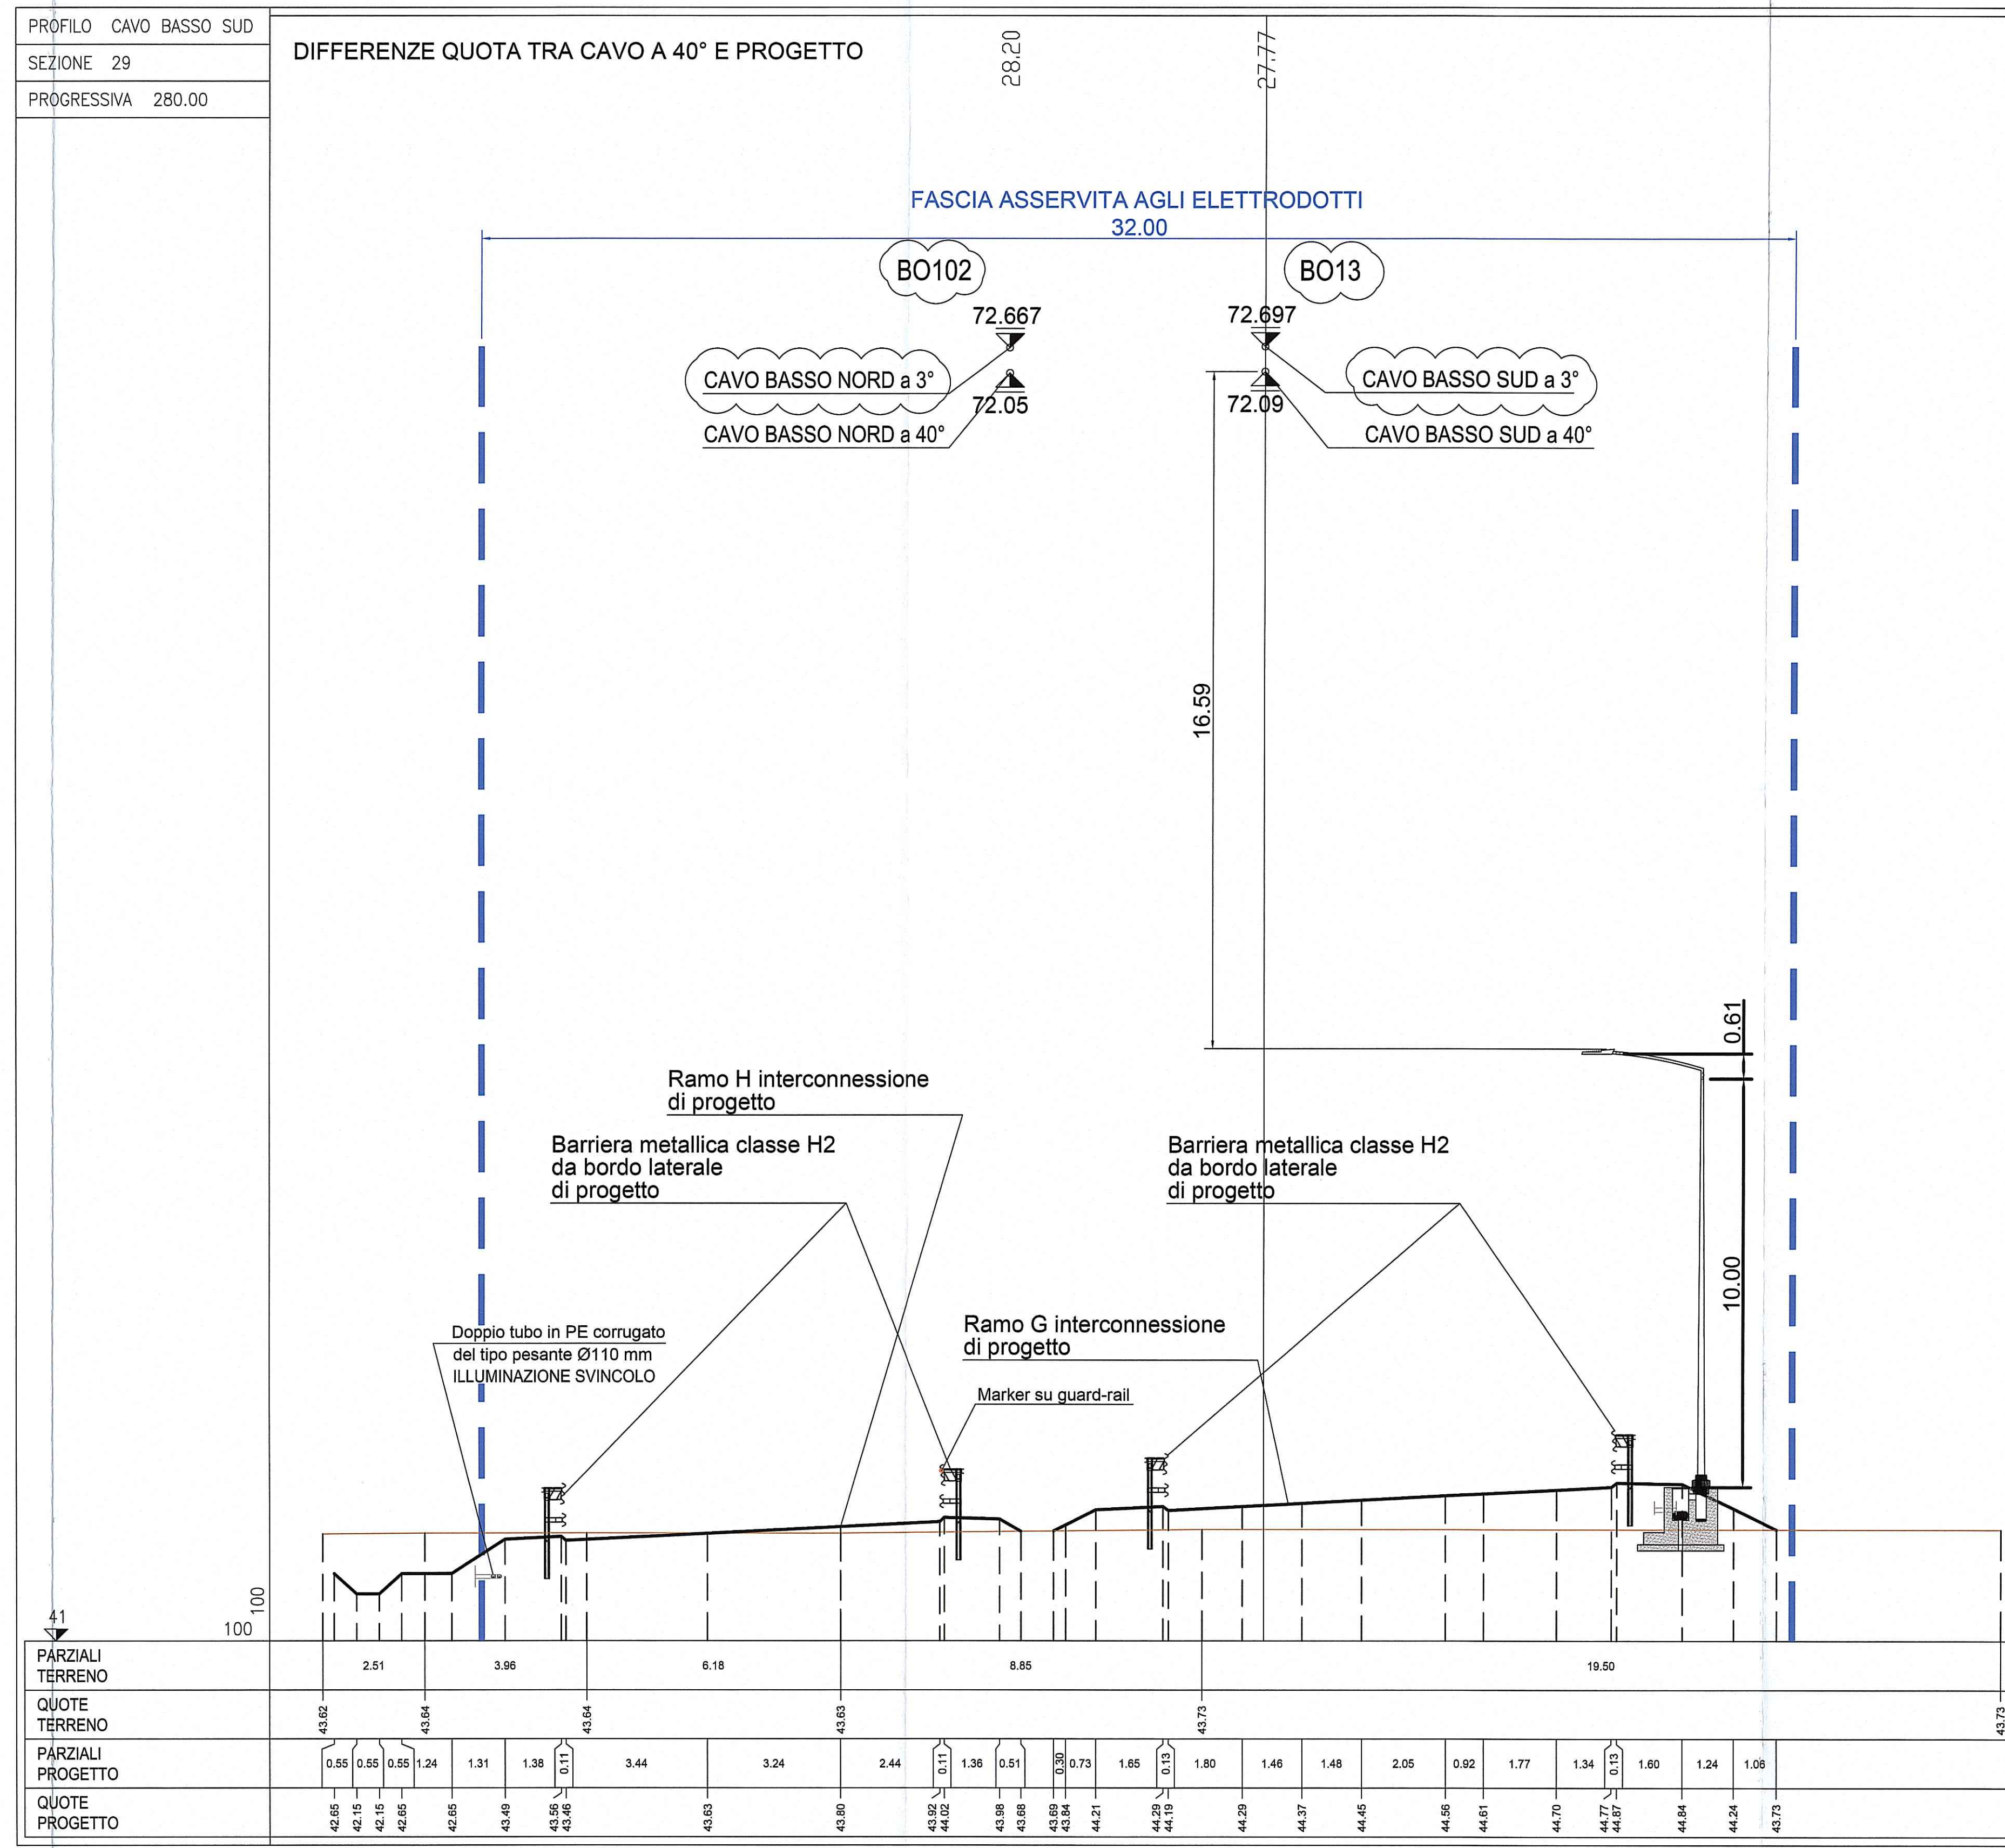 PROFILO CAVO BASSO SUD
SEZIONE 29
PROGRESSIVA 280.00
DIFFERENZE QUOTA TRA CAVO A 40° E PROGETTO
28.20
27.77
FASCIA ASSERVITA AGLI ELETTRODOTTI
32.00
BO102
BO13
72.667
72.697
CAVO BASSO NORD a 3°
CAVO BASSO SUD a 3°
72.05
72.09
CAVO BASSO NORD a 40°
CAVO BASSO SUD a 40°
16.59
0.61
10.00
Ramo H interconnessione
di progetto
Barriera metallica classe H2
da bordo laterale
di progetto
Barriera metallica classe H2
da bordo laterale
di progetto
Doppio tubo in PE corrugato
del tipo pesante Ø110 mm
ILLUMINAZIONE SVINCOLO
Ramo G interconnessione
di progetto
Marker su guard-rail
41
100
100
PARZIALI
TERRENO
2.51 3.96 6.18 8.85 19.50
QUOTE
TERRENO
43.62 43.64 43.64 43.63 43.73 43.73
PARZIALI
PROGETTO
0.55 0.55 0.55 1.24 1.31 1.38 0.11 3.44 3.24 2.44 0.11 1.36 0.51 0.30 0.73 1.65 0.13 1.80 1.46 1.48 2.05 0.92 1.77 1.34 0.13 1.60 1.24 1.06
QUOTE
PROGETTO
42.65 42.15 42.15 42.65 42.65 43.49 43.56 43.46 43.63 43.80 43.92 44.02 43.98 43.68 43.69 43.84 44.21 44.29 44.19 44.29 44.37 44.45 44.56 44.61 44.70 44.77 44.87 44.84 44.24 43.73